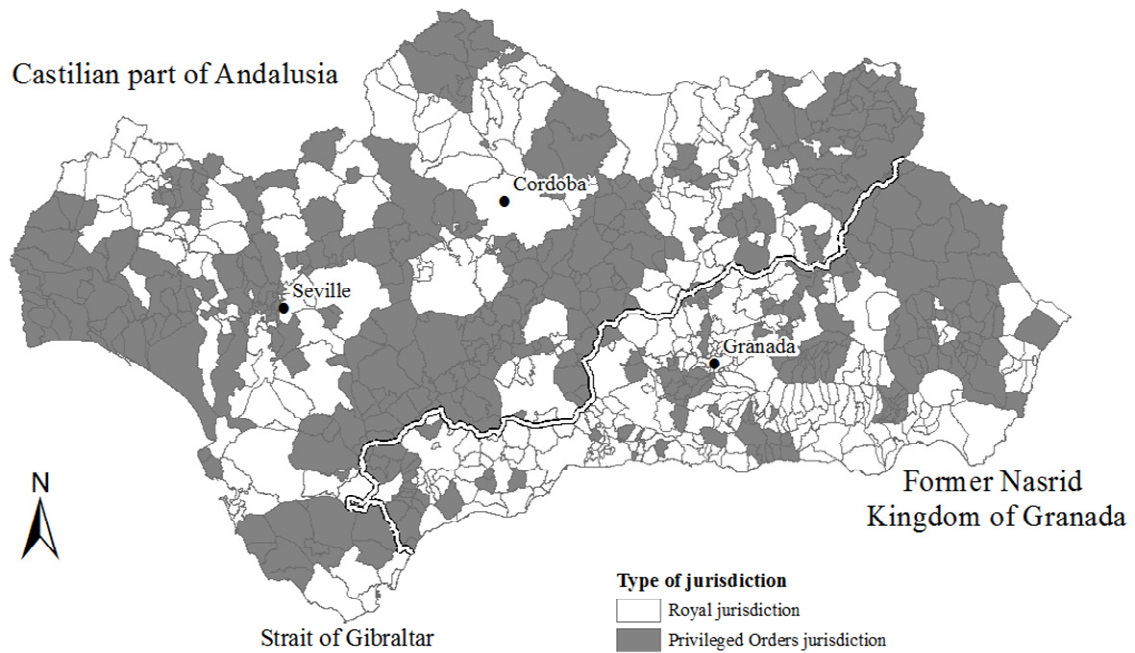 Castilian part of Andalusia
Cordoba
Seville
Granada
N
Former Nasrid
Kingdom of Granada
Type of jurisdiction
Royal jurisdiction
Privileged Orders jurisdiction
Strait of Gibraltar